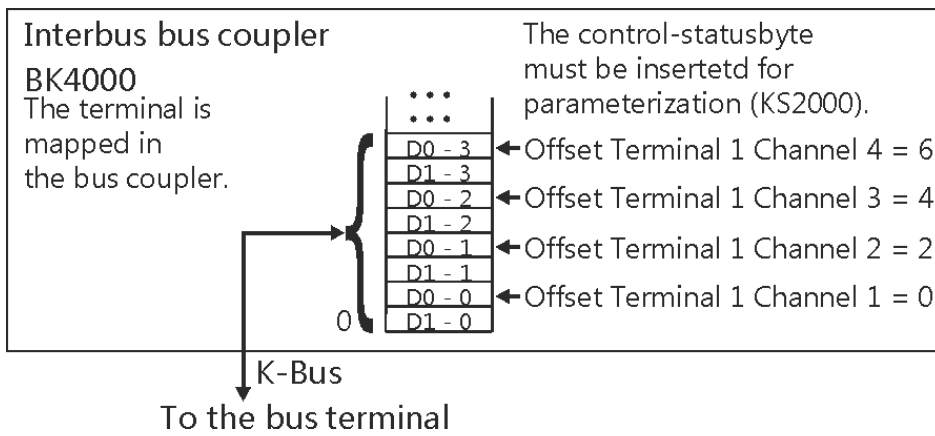 Interbus bus coupler
BK4000
The terminal is
mapped in
the bus coupler.
The control-statusbyte
must be insertetd for
parameterization (KS2000).
D0 - 3
Offset Terminal 1 Channel 4 = 6
D1 - 3
D0 - 2
Offset Terminal 1 Channel 3 = 4
D1 - 2
D0 - 1
Offset Terminal 1 Channel 2 = 2
D1 - 1
D0 - 0
Offset Terminal 1 Channel 1 = 0
0
D1 - 0
K-Bus
To the bus terminal